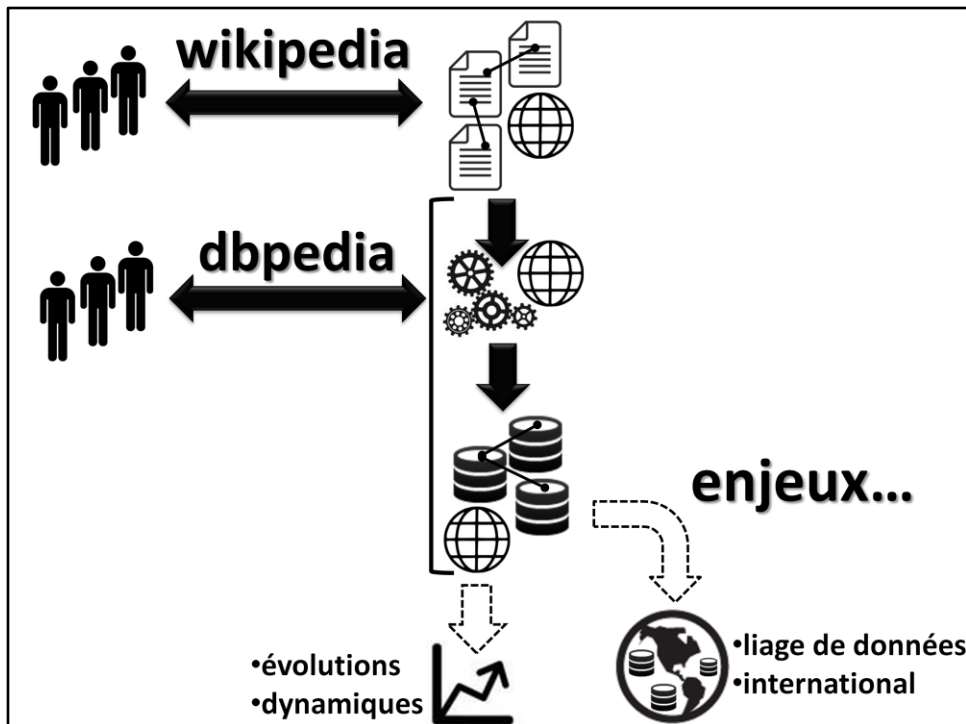 wikipedia
dbpedia
enjeux...
•évolutions
•dynamiques
•liage de données
•international